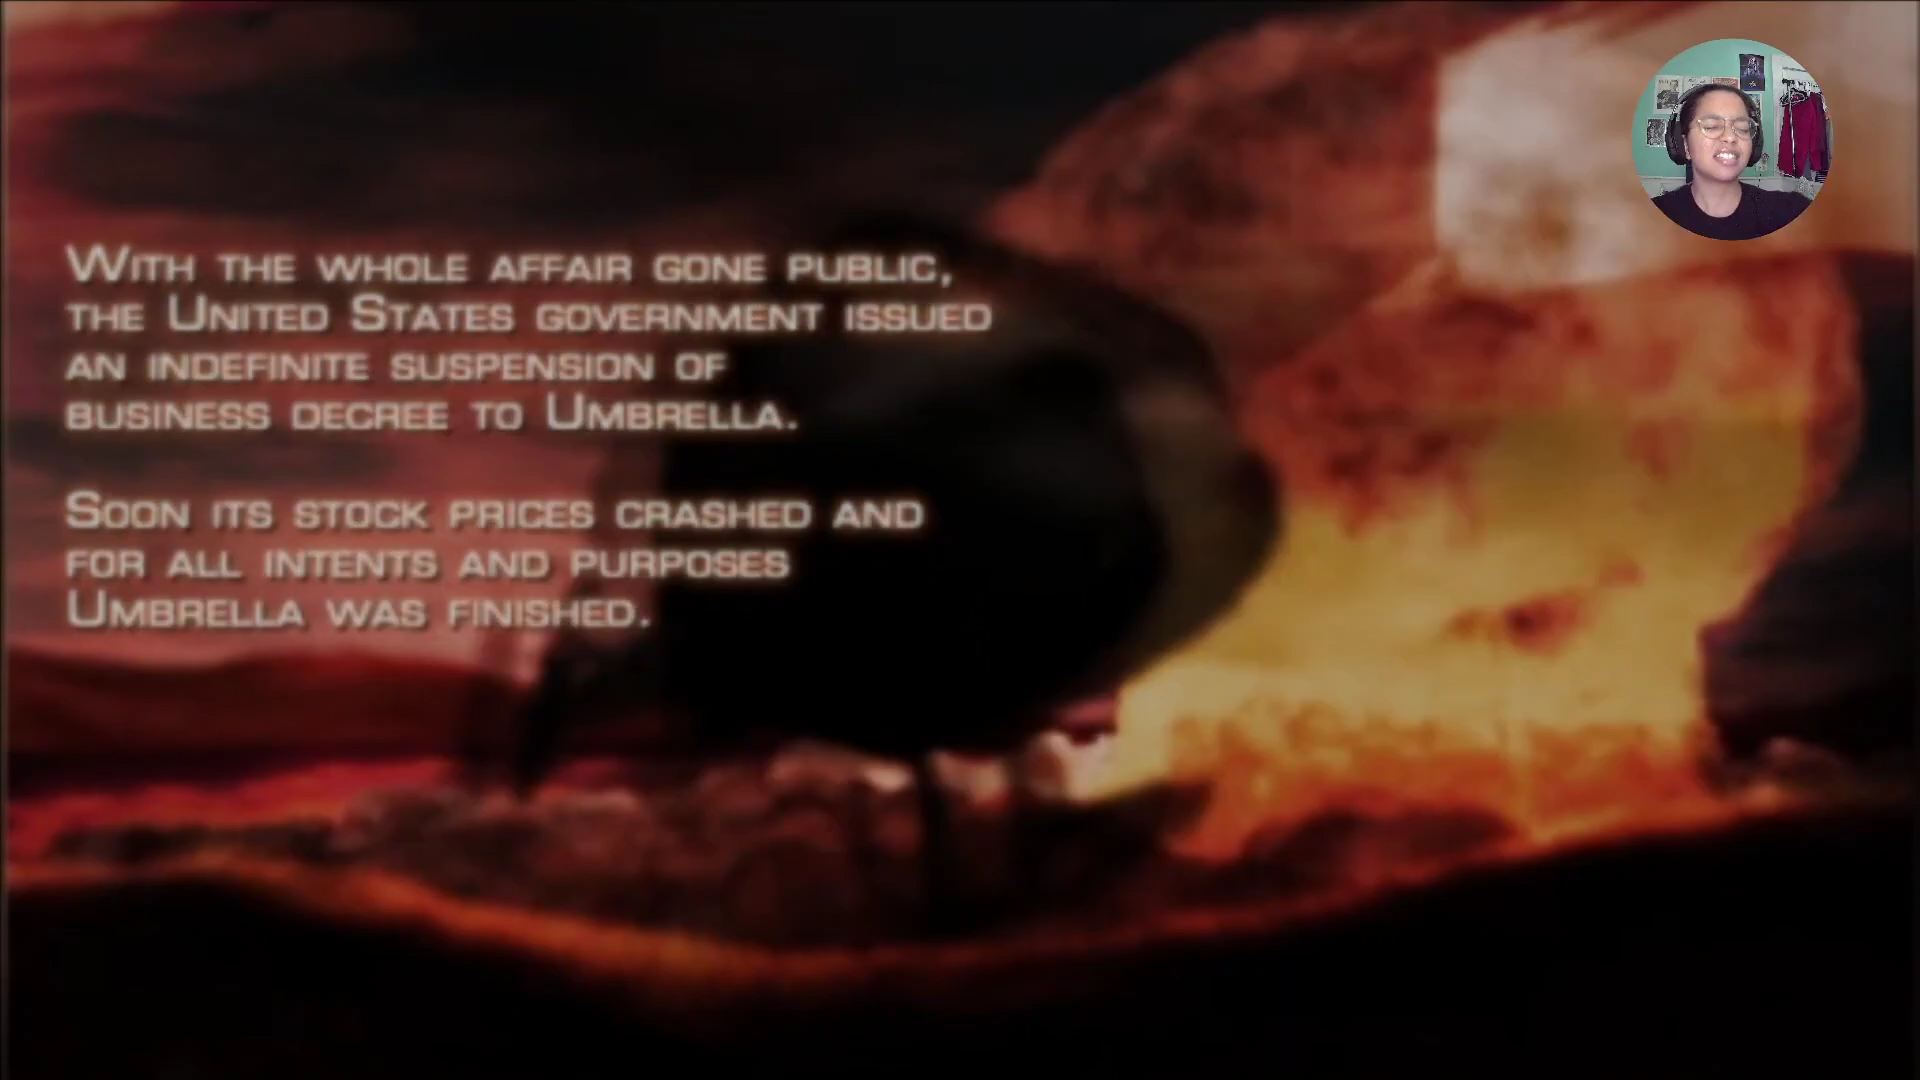 With the whole affair gone public,
the United States government issued
an indefinite suspension of
business decree to Umbrella.
Soon its stock prices crashed and
for all intents and purposes
Umbrella was finished.